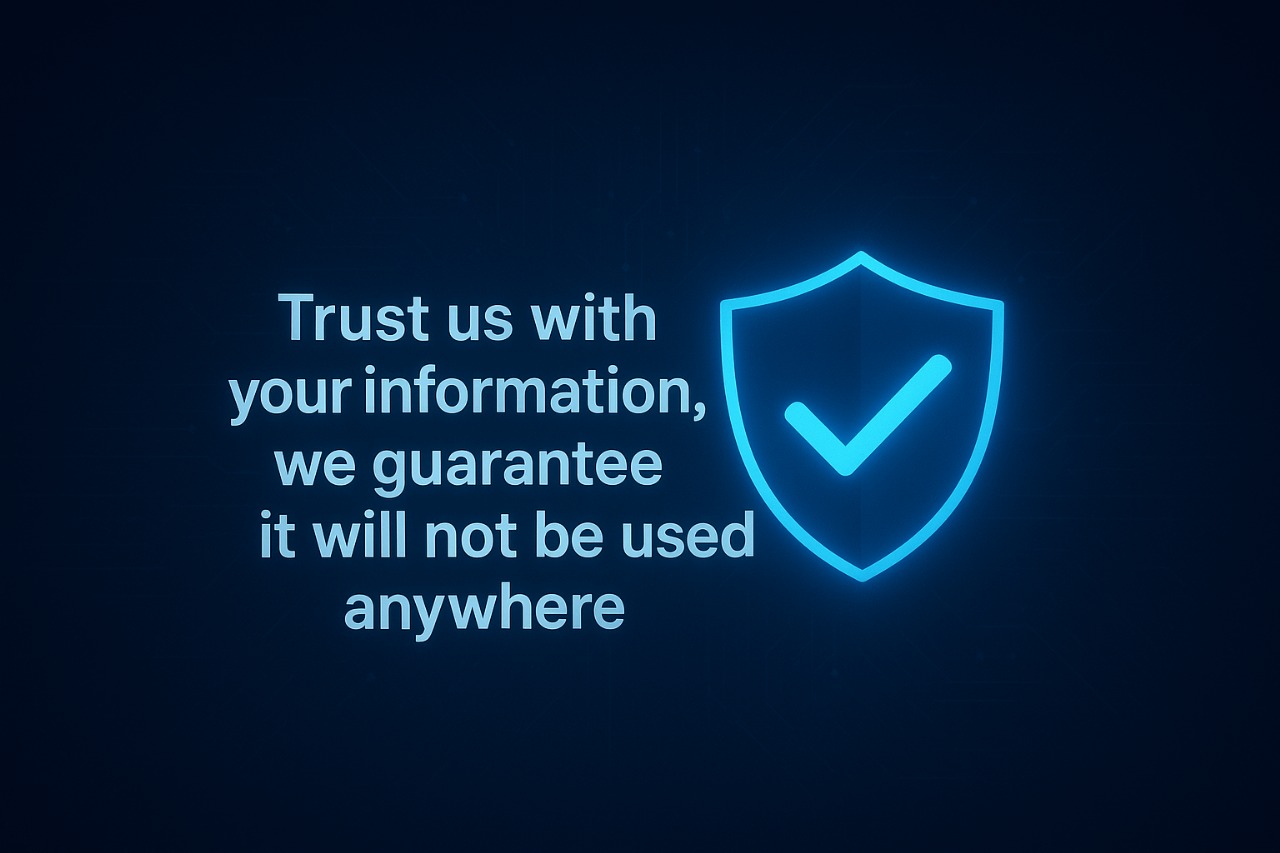 Trust us with
your information,
we guarantee
it will not be used
anywhere